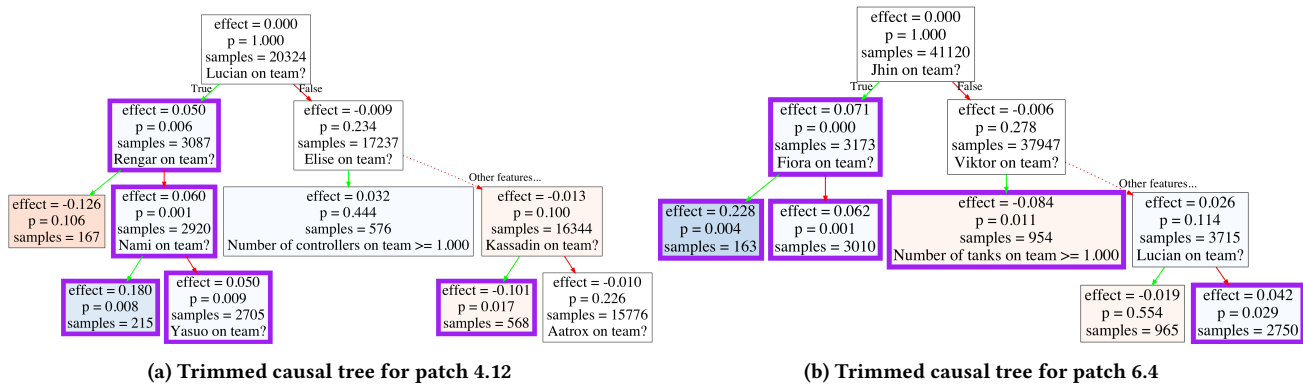 effect = 0.000
p = 1.000
samples = 20324
Lucian on team?
True
False
effect = 0.050
p = 0.006
samples = 3087
Rengar on team?
effect = -0.009
p = 0.234
samples = 17237
Elise on team?
Other features...
effect = -0.126
p = 0.106
samples = 167
effect = 0.060
p = 0.001
samples = 2920
Nami on team?
effect = 0.032
p = 0.444
samples = 576
Number of controllers on team >= 1.000
effect = -0.013
p = 0.100
samples = 16344
Kassadin on team?
effect = 0.180
p = 0.008
samples = 215
effect = 0.050
p = 0.009
samples = 2705
Yasuo on team?
effect = -0.101
p = 0.017
samples = 568
effect = -0.010
p = 0.226
samples = 15776
Aatrox on team?
(a) Trimmed causal tree for patch 4.12
effect = 0.000
p = 1.000
samples = 41120
Jhin on team?
True
False
effect = 0.071
p = 0.000
samples = 3173
Fiora on team?
effect = -0.006
p = 0.278
samples = 37947
Viktor on team?
Other features...
effect = 0.228
p = 0.004
samples = 163
effect = 0.062
p = 0.001
samples = 3010
effect = -0.084
p = 0.011
samples = 954
Number of tanks on team >= 1.000
effect = 0.026
p = 0.114
samples = 3715
Lucian on team?
effect = -0.019
p = 0.554
samples = 965
effect = 0.042
p = 0.029
samples = 2750
(b) Trimmed causal tree for patch 6.4